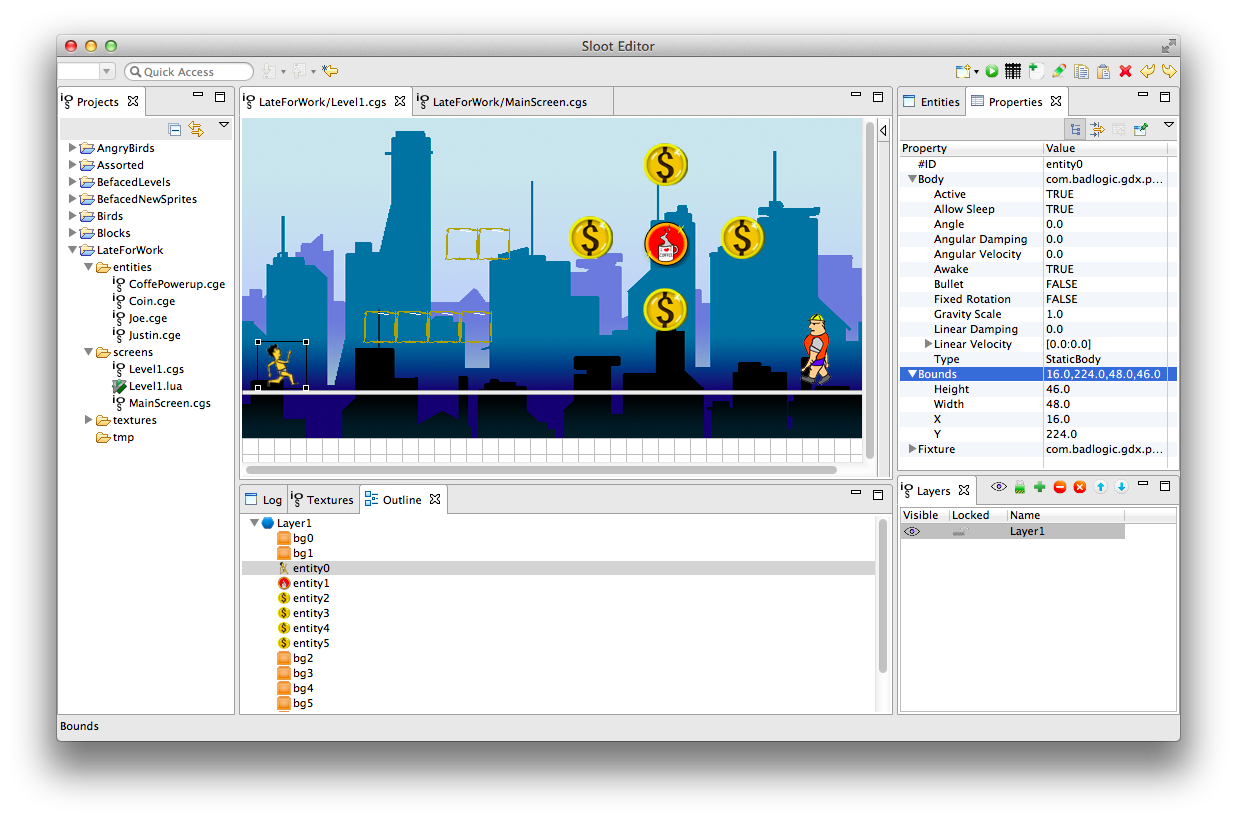 Sloot Editor
Quick Access
Projects
AngryBirds
Assorted
BefacedLevels
BefacedNewSprites
Birds
Blocks
LateForWork
entities
CoffePowerup.cge
Coin.cge
Joe.cge
Justin.cge
screens
Level1.cgs
Level1.lua
MainScreen.cgs
textures
tmp
LateForWork/Level1.cgs
LateForWork/MainScreen.cgs
$
$
COFFEE
$
$
Log
Textures
Outline
Layer1
bg0
bg1
entity0
entity1
entity2
entity3
entity4
entity5
bg2
bg3
bg4
bg5
Entities
Properties
Property Value
#ID entity0
Body com.badlogic.gdx.p...
Active TRUE
Allow Sleep TRUE
Angle 0.0
Angular Damping 0.0
Angular Velocity 0.0
Awake TRUE
Bullet FALSE
Fixed Rotation FALSE
Gravity Scale 1.0
Linear Damping 0.0
Linear Velocity [0.0:0.0]
Type StaticBody
Bounds 16.0,224.0,48.0,46.0
Height 46.0
Width 48.0
X 16.0
Y 224.0
Fixture com.badlogic.gdx.p...
Layers
Visible Locked Name
Layer1
Bounds